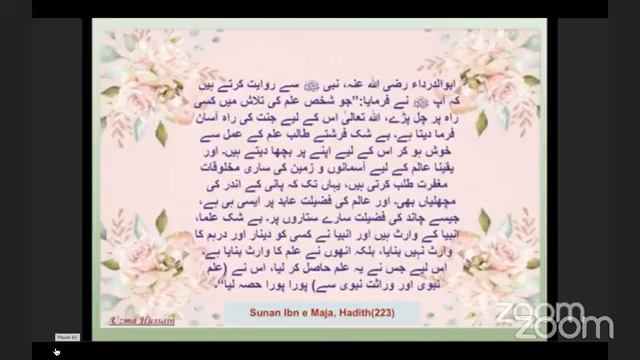 ابوالدرداء رضی اللہ عنہ، نبی ﷺ سے روایت کرتے ہیں
کہ آپ ﷺ نے فرمایا:”جو شخص علم کی تلاش میں کسی
راہ پر چل پڑے، اللہ تعالیٰ اس کے لیے جنت کی راہ آسان
فرما دیتا ہے۔ بے شک فرشتے طالب علم کے عمل سے
خوش ہو کر اس کے لیے اپنے پر بچھا دیتے ہیں۔ اور
یقینا عالم کے لیے آسمانوں و زمین کی ساری مخلوقات
مغفرت طلب کرتی ہیں، یہاں تک کہ پانی کے اندر کی
مچھلیاں بھی۔ اور عالم کی فضیلت عابد پر ایسی ہی ہے،
جیسے چاند کی فضیلت سارے ستاروں پر۔ بے شک علما،
انبیا کے وارث ہیں اور انبیا نے کسی کو دینار اور درہم کا
وارث نہیں بنایا، بلکہ انھوں نے علم کا وارث بنایا ہے۔
اس لیے جس نے یہ علم حاصل کر لیا، اس نے (علم
نبوی اور وراثت نبوی سے) پورا پورا حصہ لیا“۔
Sunan Ibn e Maja, Hadith(223)
Uzma Hussain
zoom
zoom
Pause (k)